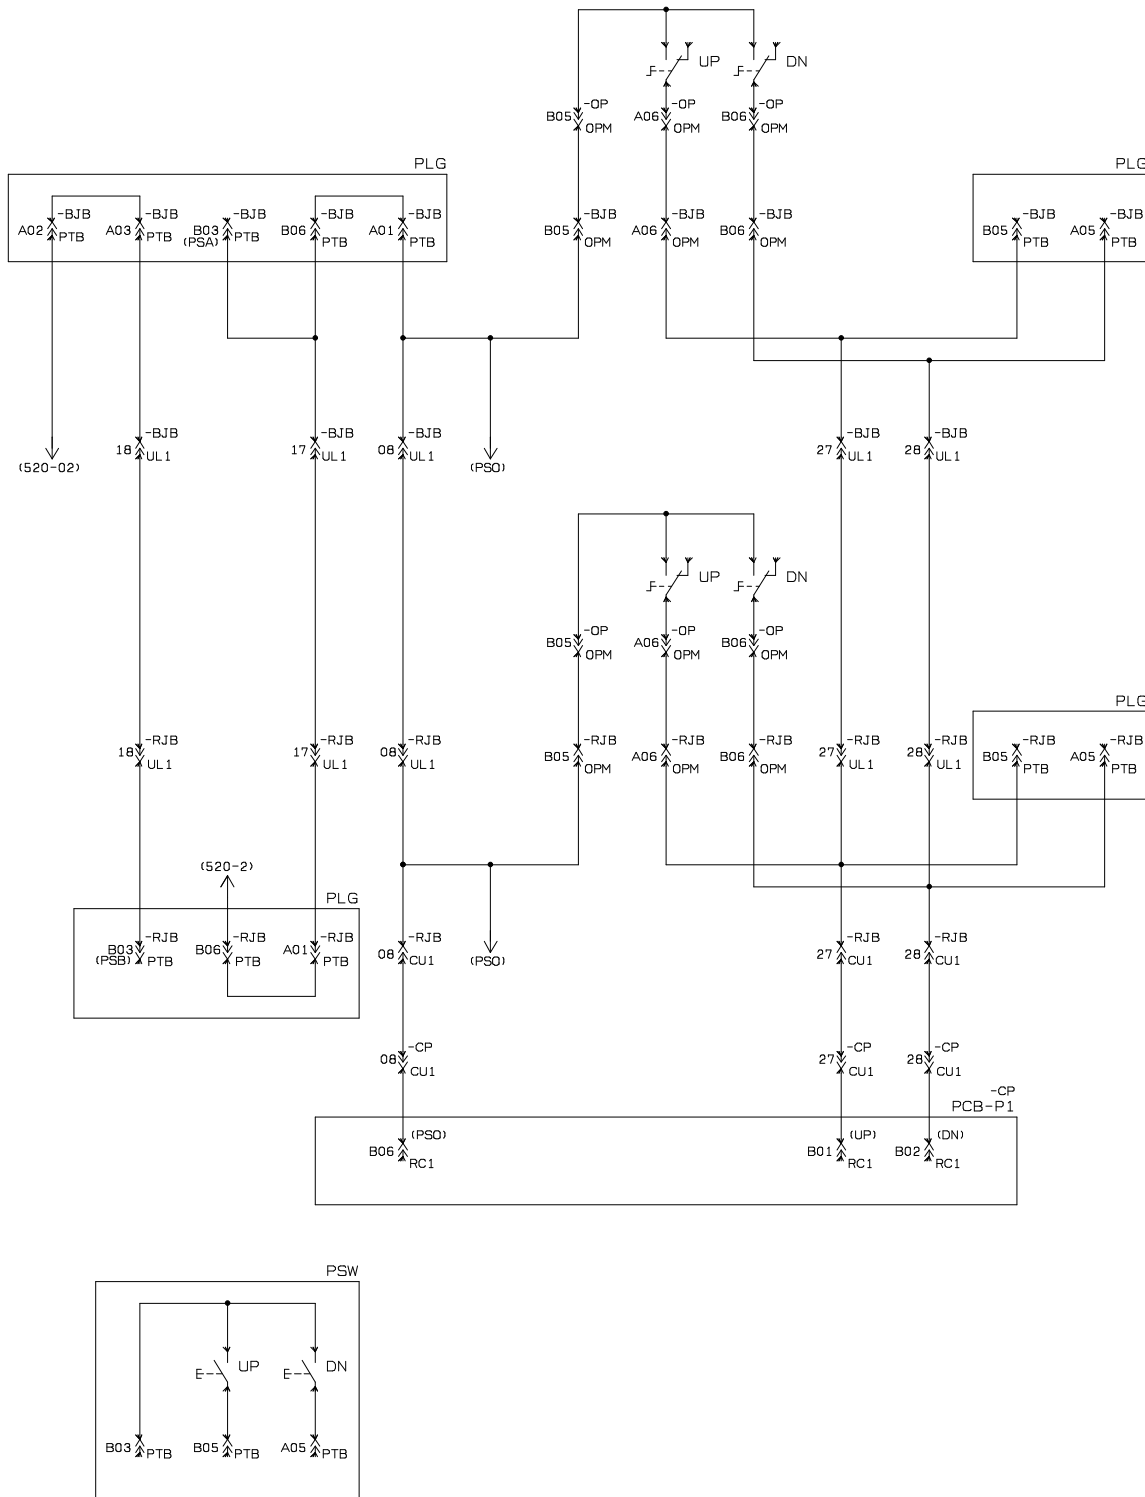 UP DN
-OP -OP -OP
B05 A06 B06
OPM OPM OPM
PLG PLG
-BJB -BJB -BJB -BJB -BJB -BJB -BJB -BJB -BJB -BJB
A02 A03 B03 B06 A01 B05 A06 B06 B05 A05
PTB PTB (PSA) PTB PTB PTB OPM OPM OPM PTB PTB
-BJB -BJB -BJB -BJB -BJB
18 17 08 27 28
UL1 UL1 UL1 UL1 UL1
(520-02) (PSO)
UP DN
-OP -OP -OP
B05 A06 B06
OPM OPM OPM
PLG
-RJB -RJB -RJB -RJB -RJB -RJB -RJB -RJB -RJB -RJB
18 17 08 B05 A06 B06 27 28 B05 A05
UL1 UL1 UL1 OPM OPM OPM UL1 UL1 PTB PTB
(520-2)
PLG
-RJB -RJB -RJB -RJB -RJB -RJB
B03 B06 A01 08 27 28
(PSB) PTB PTB PTB CU1 (PSO) CU1 CU1
-CP -CP -CP
08 27 28
CU1 CU1 CU1
-CP
PCB-P1
(PSO) (UP) (DN)
B06 B01 B02
RC1 RC1 RC1
PSW
UP DN
B03 B05 A05
PTB PTB PTB